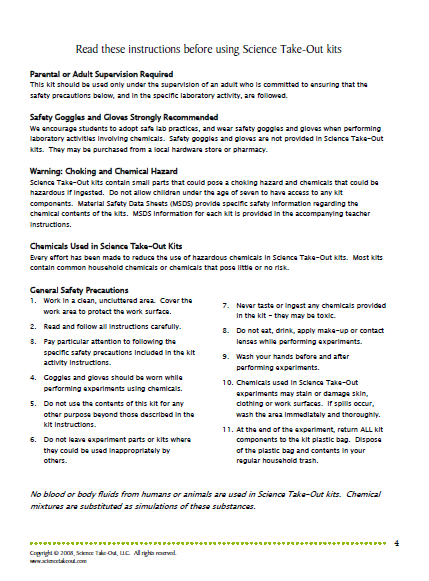 Read these instructions before using Science Take-Out kits
Parental or Adult Supervision Required
This kit should be used only under the supervision of an adult who is committed to ensuring that the
safety precautions below, and in the specific laboratory activity, are followed.
Safety Goggles and Gloves Strongly Recommended
We encourage students to adopt safe lab practices, and wear safety goggles and gloves when performing
laboratory activities involving chemicals. Safety goggles and gloves are not provided in Science Take-Out
kits. They may be purchased from a local hardware store or pharmacy.
Warning: Choking and Chemical Hazard
Science Take-Out kits contain small parts that could pose a choking hazard and chemicals that could be
hazardous if ingested. Do not allow children under the age of seven to have access to any kit
components. Material Safety Data Sheets (MSDS) provide specific safety information regarding the
chemical contents of the kits. MSDS information for each kit is provided in the accompanying teacher
instructions.
Chemicals Used in Science Take-Out Kits
Every effort has been made to reduce the use of hazardous chemicals in Science Take-Out kits. Most kits
contain common household chemicals or chemicals that pose little or no risk.
General Safety Precautions
1. Work in a clean, uncluttered area. Cover the
work area to protect the work surface.
2. Read and follow all instructions carefully.
3. Pay particular attention to following the
specific safety precautions included in the kit
activity instructions.
4. Goggles and gloves should be worn while
performing experiments using chemicals.
5. Do not use the contents of this kit for any
other purpose beyond those described in the
kit instructions.
6. Do not leave experiment parts or kits where
they could be used inappropriately by
others.
7. Never taste or ingest any chemicals provided
in the kit – they may be toxic.
8. Do not eat, drink, apply make-up or contact
lenses while performing experiments.
9. Wash your hands before and after
performing experiments.
10. Chemicals used in Science Take-Out
experiments may stain or damage skin,
clothing or work surfaces. If spills occur,
wash the area immediately and thoroughly.
11. At the end of the experiment, return ALL kit
components to the kit plastic bag. Dispose
of the plastic bag and contents in your
regular household trash.
No blood or body fluids from humans or animals are used in Science Take-Out kits. Chemical
mixtures are substituted as simulations of these substances.
4
Copyright © 2008, Science Take-Out, LLC. All rights reserved.
www.sciencetakeout.com